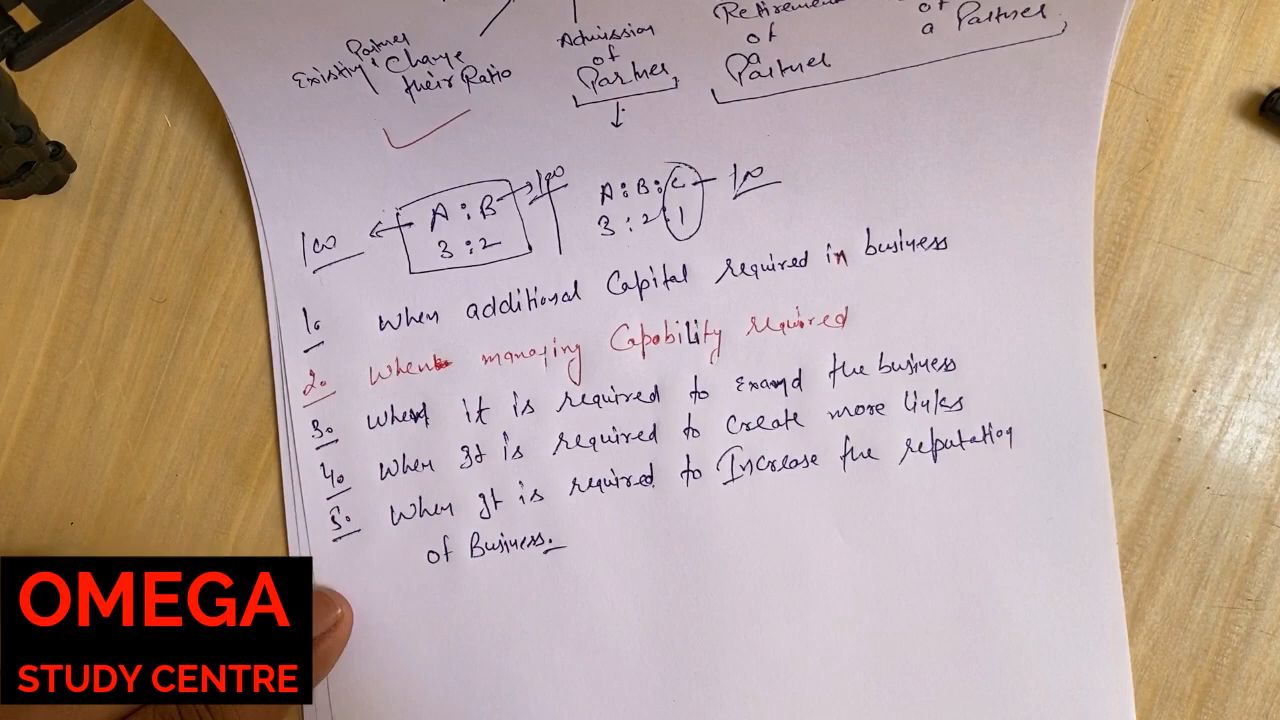 Retirement of
Partner
Existing Change
their Ratio
Admission
of
Partner
of
a
Partner
a Partner
A : B
3 : 2
100
100
A : B : C
3 : 2 : 1
100
1. When additional Capital required in business
2. When managing Capability required
3. When it is required to Exand the business
4. When It is required to Create more links
5. When It is required to Increase the reputation
of Business.
OMEGA
STUDY CENTRE